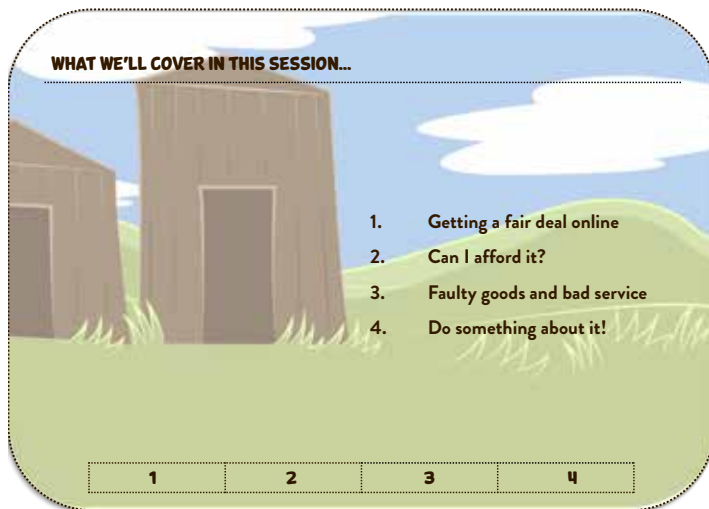 WHAT WE'LL COVER IN THIS SESSION...
1. Getting a fair deal online
2. Can I afford it?
3. Faulty goods and bad service
4. Do something about it!
1 2 3 4